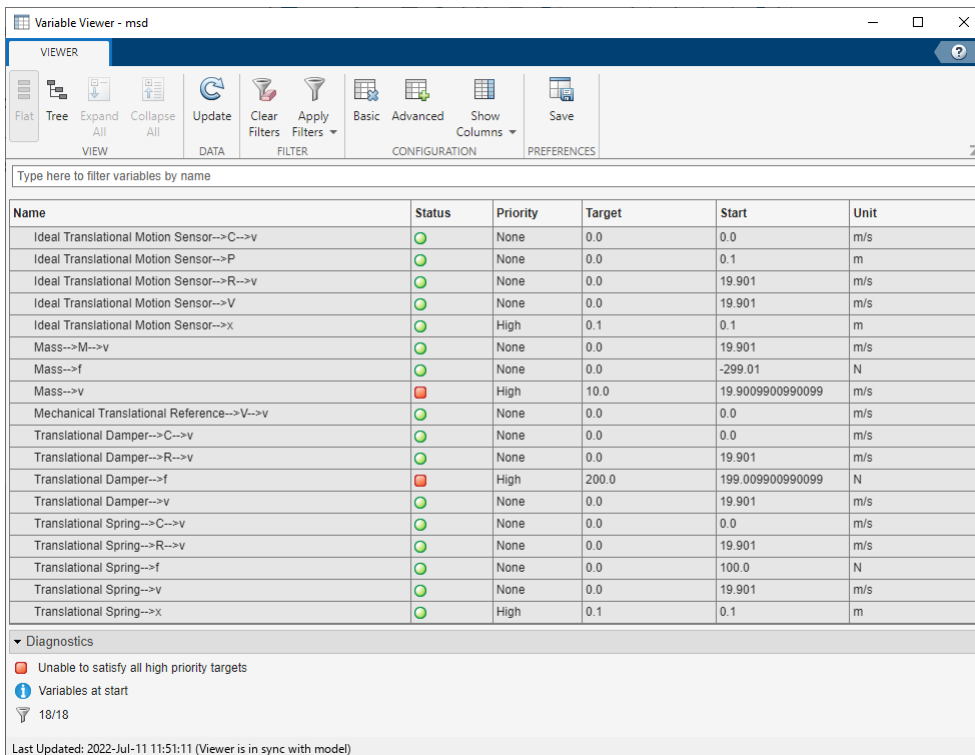 Variable Viewer - msd
VIEWER
?
Flat Tree Expand All Collapse All Update Clear Filters Apply Filters Basic Advanced Show Columns Save
VIEW DATA FILTER CONFIGURATION PREFERENCES
Type here to filter variables by name
Name Status Priority Target Start Unit
Ideal Translational Motion Sensor-->C-->v None 0.0 0.0 m/s
Ideal Translational Motion Sensor-->P None 0.0 0.1 m
Ideal Translational Motion Sensor-->R-->v None 0.0 19.901 m/s
Ideal Translational Motion Sensor-->V None 0.0 19.901 m/s
Ideal Translational Motion Sensor-->x High 0.1 0.1 m
Mass-->M-->v None 0.0 19.901 m/s
Mass-->f None 0.0 -299.01 N
Mass-->v High 10.0 19.9009900990099 m/s
Mechanical Translational Reference-->V-->v None 0.0 0.0 m/s
Translational Damper-->C-->v None 0.0 0.0 m/s
Translational Damper-->R-->v None 0.0 19.901 m/s
Translational Damper-->f High 200.0 199.009900990099 N
Translational Damper-->v None 0.0 19.901 m/s
Translational Spring-->C-->v None 0.0 0.0 m/s
Translational Spring-->R-->v None 0.0 19.901 m/s
Translational Spring-->f None 0.0 100.0 N
Translational Spring-->v None 0.0 19.901 m/s
Translational Spring-->x High 0.1 0.1 m
Diagnostics
Unable to satisfy all high priority targets
Variables at start
18/18
Last Updated: 2022-Jul-11 11:51:11 (Viewer is in sync with model)